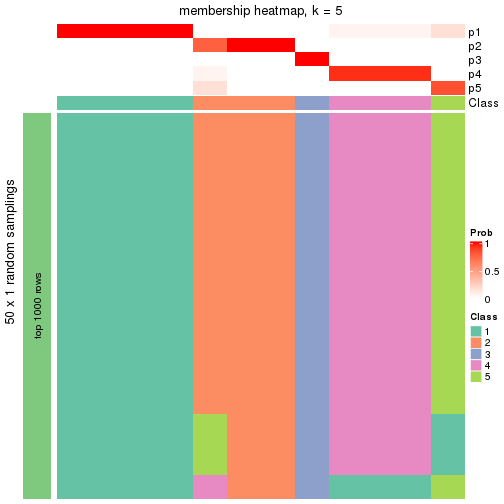 membership heatmap, k = 5
p1
p2
p3
p4
p5
Class
50 x 1 random samplings
top 1000 rows
Prob
1
0.5
0
Class
1
2
3
4
5